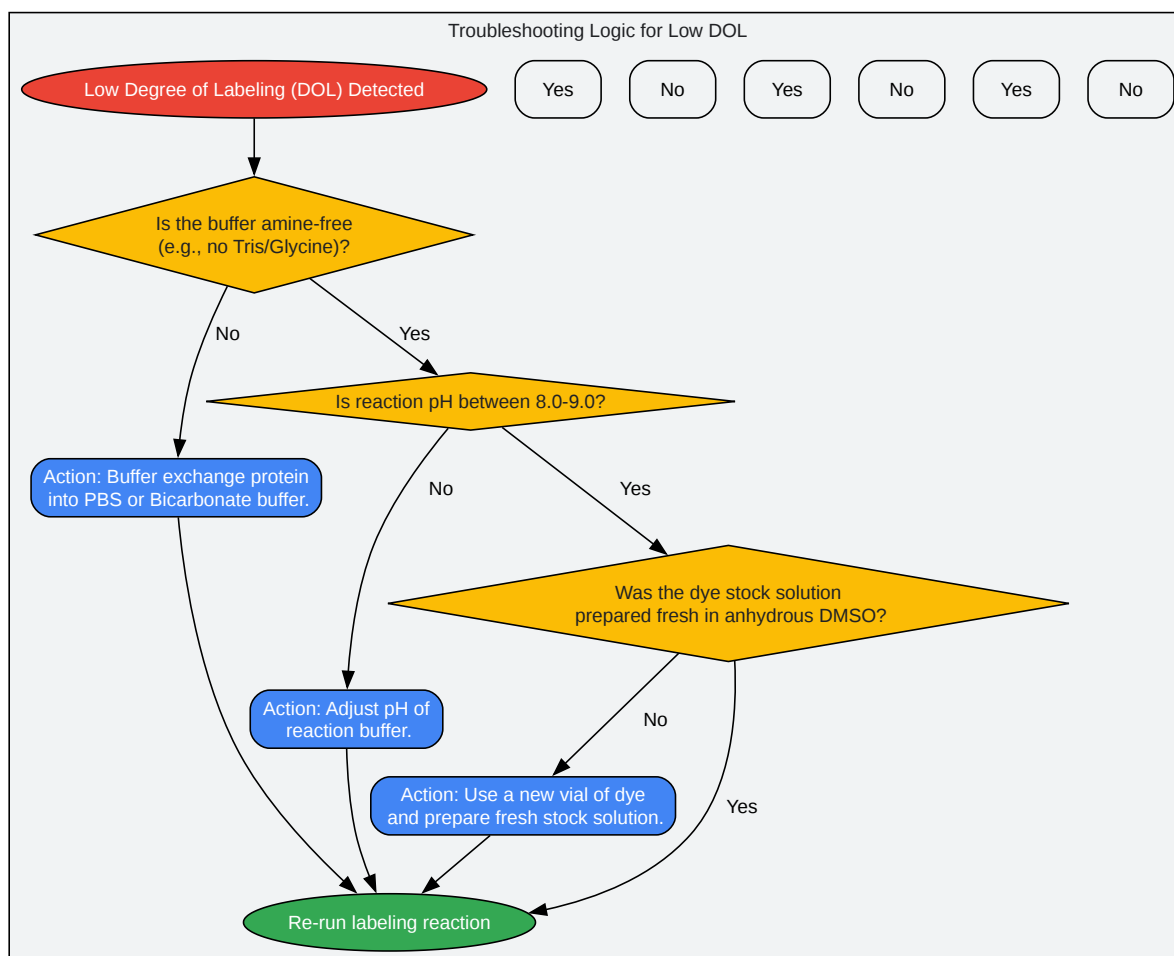 Troubleshooting Logic for Low DOL
Low Degree of Labeling (DOL) Detected
Yes
No
Yes
No
Yes
No
Is the buffer amine-free
(e.g., no Tris/Glycine)?
No
Yes
Is reaction pH between 8.0-9.0?
Action: Buffer exchange protein
into PBS or Bicarbonate buffer.
No
Yes
Was the dye stock solution
prepared fresh in anhydrous DMSO?
Action: Adjust pH of
reaction buffer.
No
Action: Use a new vial of dye
and prepare fresh stock solution.
Yes
Re-run labeling reaction